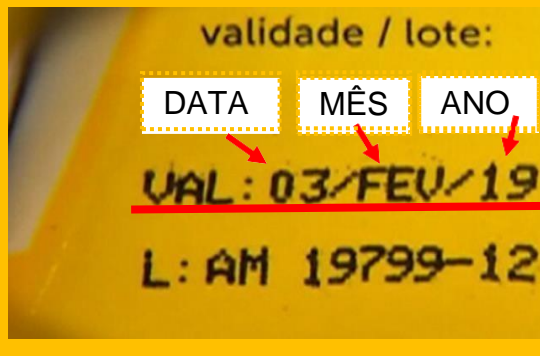 validade / lote:
DATA MÊS ANO
VAL: 03/FEV/19
L: AM 19799-12